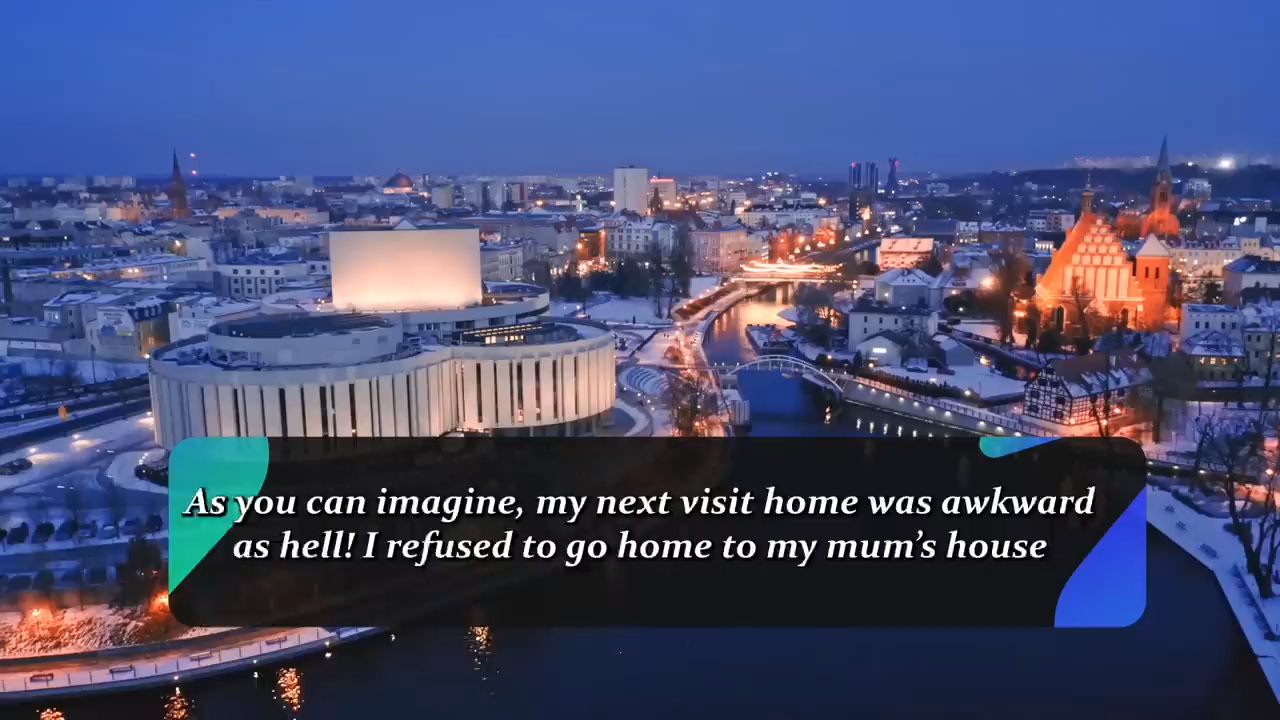 As you can imagine, my next visit home was awkward
as hell! I refused to go home to my mum’s house